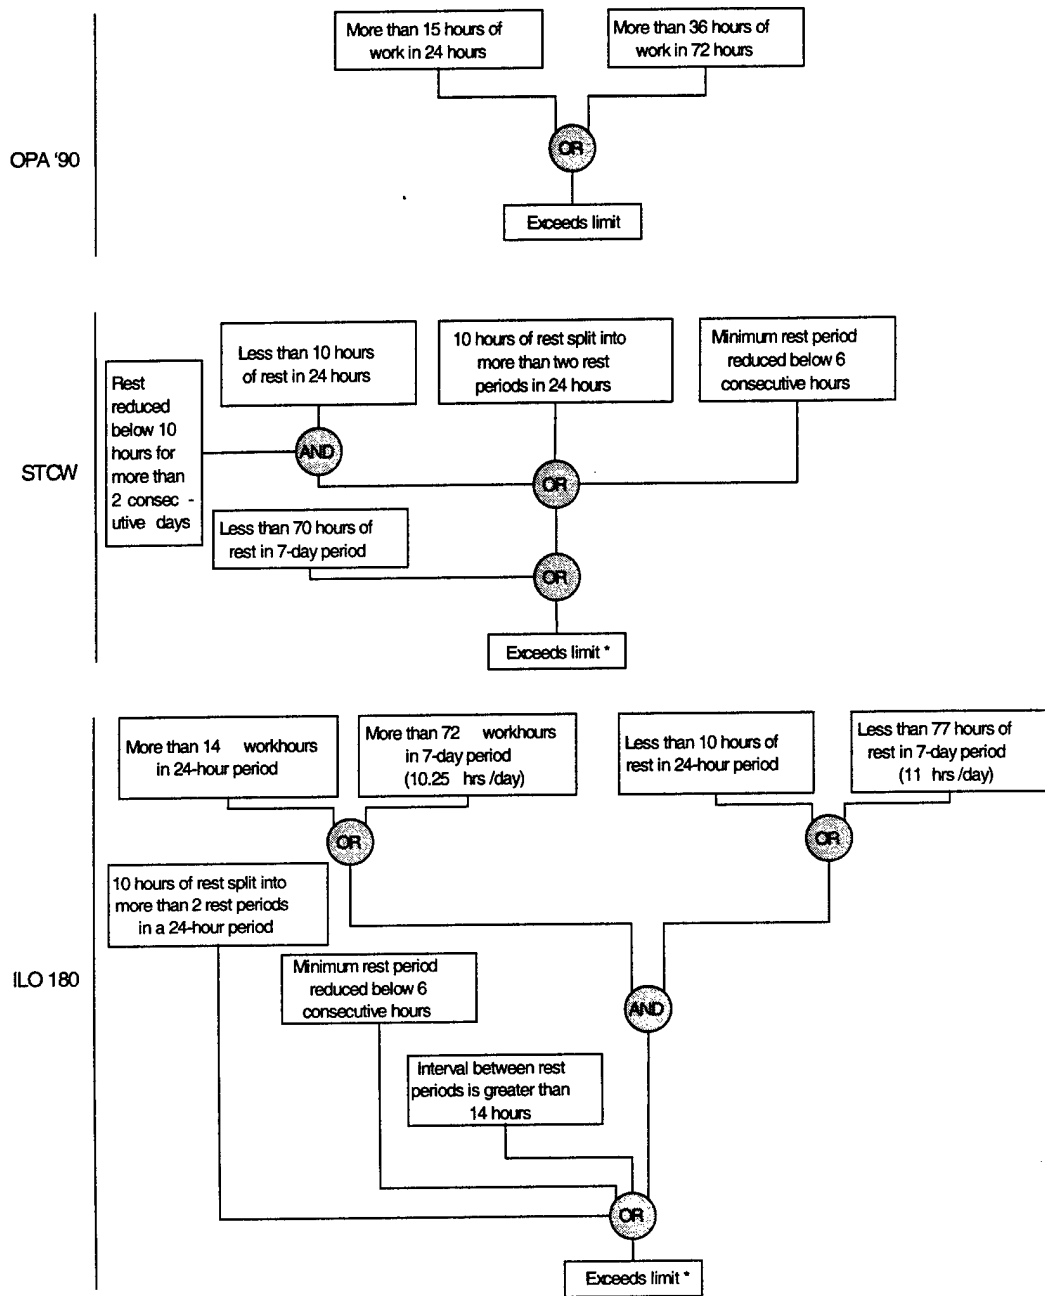 More than 15 hours of
work in 24 hours
More than 36 hours of
work in 72 hours
OPA '90
OR
Exceeds limit
Less than 10 hours
of rest in 24 hours
10 hours of rest split into
more than two rest
periods in 24 hours
Minimum rest period
reduced below 6
consecutive hours
Rest
reduced
below 10
hours for
more than
2 consec -
utive days
AND
STCW
OR
Less than 70 hours of
rest in 7-day period
OR
Exceeds limit *
More than 14 workhours
in 24-hour period
More than 72 workhours
in 7-day period
(10.25 hrs /day)
Less than 10 hours of
rest in 24-hour period
Less than 77 hours of
rest in 7-day period
(11 hrs /day)
OR
OR
10 hours of rest split into
more than 2 rest periods
in a 24-hour period
ILO 180
Minimum rest period
reduced below 6
consecutive hours
AND
Interval between rest
periods is greater than
14 hours
OR
Exceeds limit *